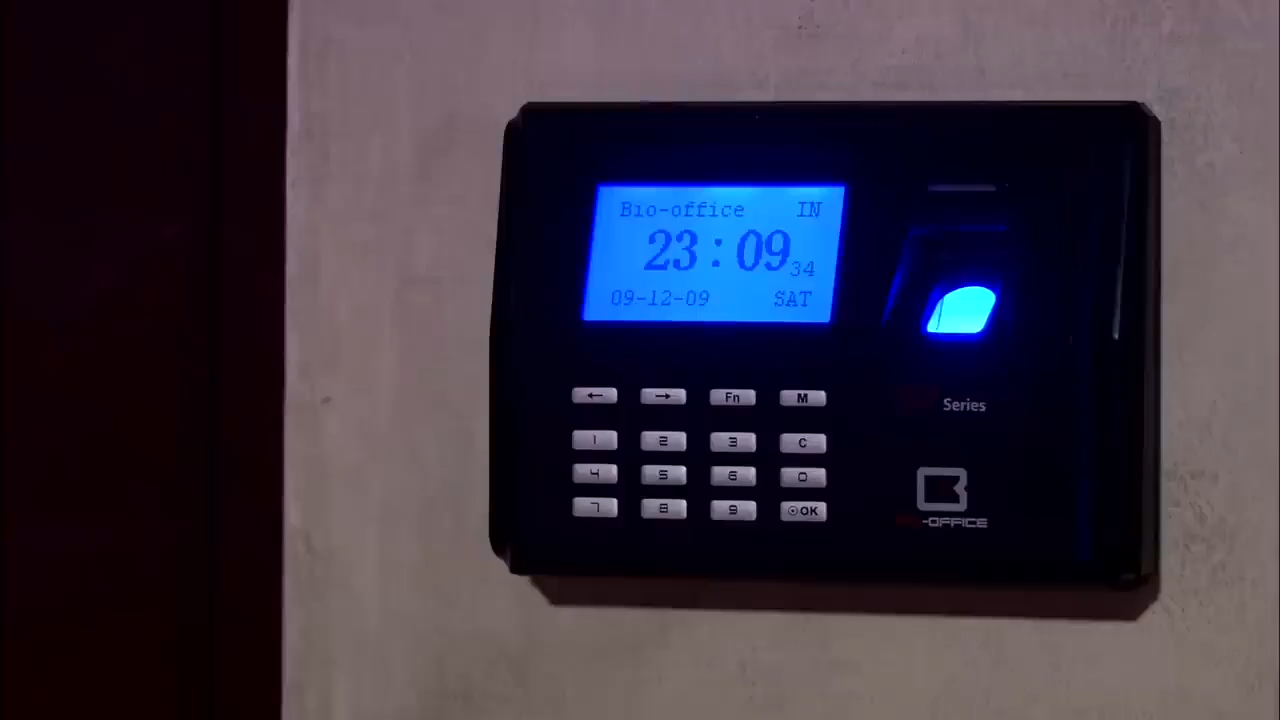 Bio-office IN
23:09 34
09-12-09 SAT
← → Fn M
1 2 3 C
4 5 6 0
7 8 9 OK
Series
-OFFICE